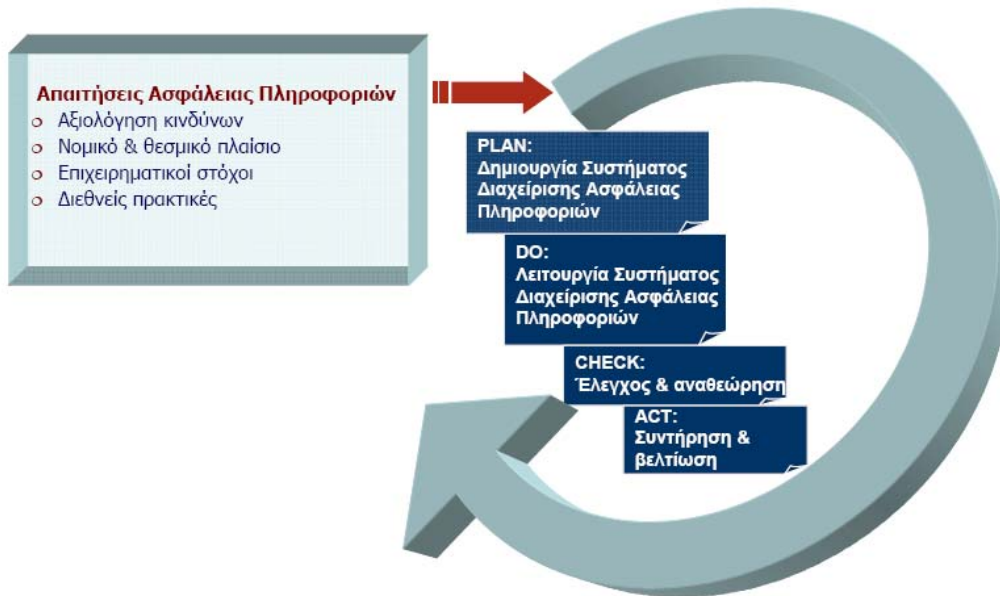 Απαιτήσεις Ασφάλειας Πληροφοριών
Αξιολόγηση κινδύνων
Νομικό & θεσμικό πλαίσιο
Επιχειρηματικοί στόχοι
Διεθνείς πρακτικές
PLAN:
Δημιουργία Συστήματος
Διαχείρισης Ασφάλειας
Πληροφοριών
DO:
Λειτουργία Συστήματος
Διαχείρισης Ασφάλειας
Πληροφοριών
CHECK:
Έλεγχος & αναθεώρηση
ACT:
Συντήρηση &
βελτίωση